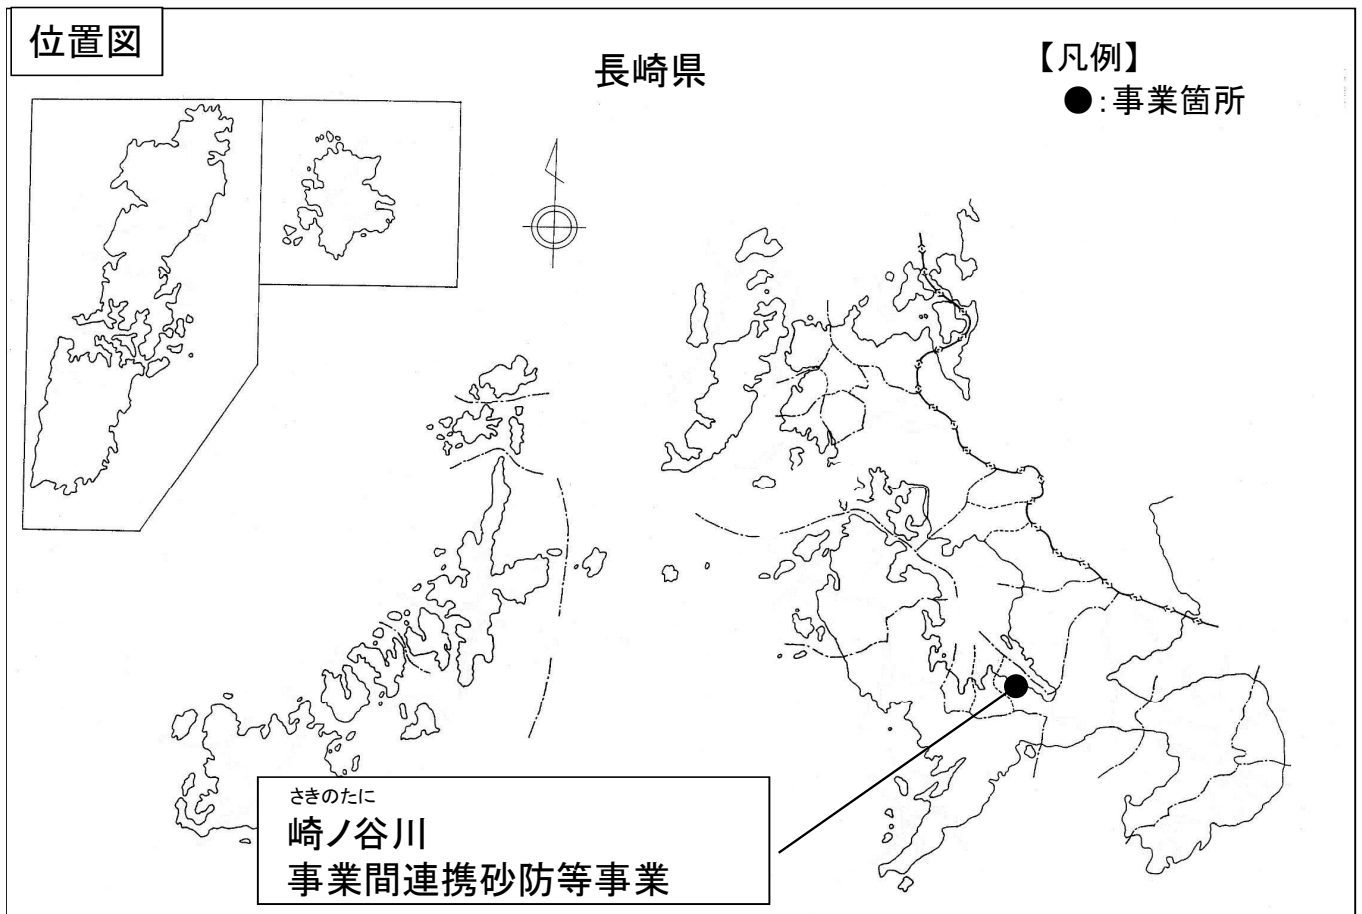 位置図
長崎県
【凡例】
●：事業箇所
さきのたに
崎ノ谷川
事業間連携砂防等事業